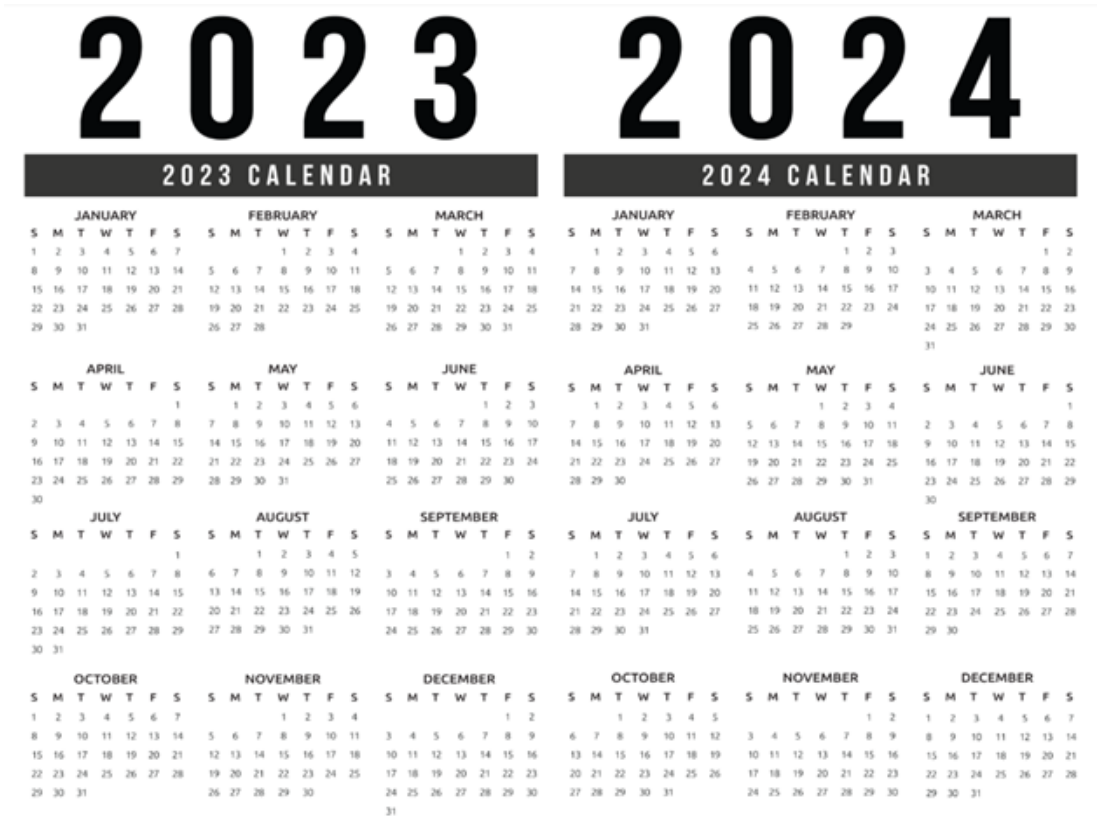 2023
2023 CALENDAR
JANUARY
S M T W T F S
1 2 3 4 5 6 7
8 9 10 11 12 13 14
15 16 17 18 19 20 21
22 23 24 25 26 27 28
29 30 31
FEBRUARY
S M T W T F S
1 2 3 4
5 6 7 8 9 10 11
12 13 14 15 16 17 18
19 20 21 22 23 24 25
26 27 28
MARCH
S M T W T F S
1 2 3 4
5 6 7 8 9 10 11
12 13 14 15 16 17 18
19 20 21 22 23 24 25
26 27 28 29 30 31
APRIL
S M T W T F S
1
2 3 4 5 6 7 8
9 10 11 12 13 14 15
16 17 18 19 20 21 22
23 24 25 26 27 28 29
30
MAY
S M T W T F S
1 2 3 4 5 6
7 8 9 10 11 12 13
14 15 16 17 18 19 20
21 22 23 24 25 26 27
28 29 30 31
JUNE
S M T W T F S
1 2 3
4 5 6 7 8 9 10
11 12 13 14 15 16 17
18 19 20 21 22 23 24
25 26 27 28 29 30
JULY
S M T W T F S
1
2 3 4 5 6 7 8
9 10 11 12 13 14 15
16 17 18 19 20 21 22
23 24 25 26 27 28 29
30 31
AUGUST
S M T W T F S
1 2 3 4 5
6 7 8 9 10 11 12
13 14 15 16 17 18 19
20 21 22 23 24 25 26
27 28 29 30 31
SEPTEMBER
S M T W T F S
1 2
3 4 5 6 7 8 9
10 11 12 13 14 15 16
17 18 19 20 21 22 23
24 25 26 27 28 29 30
OCTOBER
S M T W T F S
1 2 3 4 5 6 7
8 9 10 11 12 13 14
15 16 17 18 19 20 21
22 23 24 25 26 27 28
29 30 31
NOVEMBER
S M T W T F S
1 2 3 4
5 6 7 8 9 10 11
12 13 14 15 16 17 18
19 20 21 22 23 24 25
26 27 28 29 30
DECEMBER
S M T W T F S
1 2
3 4 5 6 7 8 9
10 11 12 13 14 15 16
17 18 19 20 21 22 23
24 25 26 27 28 29 30
31
2024
2024 CALENDAR
JANUARY
S M T W T F S
1 2 3 4 5 6
7 8 9 10 11 12 13
14 15 16 17 18 19 20
21 22 23 24 25 26 27
28 29 30 31
FEBRUARY
S M T W T F S
1 2 3
4 5 6 7 8 9 10
11 12 13 14 15 16 17
18 19 20 21 22 23 24
25 26 27 28 29
MARCH
S M T W T F S
1 2
3 4 5 6 7 8 9
10 11 12 13 14 15 16
17 18 19 20 21 22 23
24 25 26 27 28 29 30
31
APRIL
S M T W T F S
1 2 3 4 5 6
7 8 9 10 11 12 13
14 15 16 17 18 19 20
21 22 23 24 25 26 27
28 29 30
MAY
S M T W T F S
1 2 3 4
5 6 7 8 9 10 11
12 13 14 15 16 17 18
19 20 21 22 23 24 25
26 27 28 29 30 31
JUNE
S M T W T F S
1
2 3 4 5 6 7 8
9 10 11 12 13 14 15
16 17 18 19 20 21 22
23 24 25 26 27 28 29
30
JULY
S M T W T F S
1 2 3 4 5 6
7 8 9 10 11 12 13
14 15 16 17 18 19 20
21 22 23 24 25 26 27
28 29 30 31
AUGUST
S M T W T F S
1 2 3
4 5 6 7 8 9 10
11 12 13 14 15 16 17
18 19 20 21 22 23 24
25 26 27 28 29 30 31
SEPTEMBER
S M T W T F S
1 2 3 4 5 6 7
8 9 10 11 12 13 14
15 16 17 18 19 20 21
22 23 24 25 26 27 28
29 30
OCTOBER
S M T W T F S
1 2 3 4 5
6 7 8 9 10 11 12
13 14 15 16 17 18 19
20 21 22 23 24 25 26
27 28 29 30 31
NOVEMBER
S M T W T F S
1 2
3 4 5 6 7 8 9
10 11 12 13 14 15 16
17 18 19 20 21 22 23
24 25 26 27 28 29 30
DECEMBER
S M T W T F S
1 2 3 4 5 6 7
8 9 10 11 12 13 14
15 16 17 18 19 20 21
22 23 24 25 26 27 28
29 30 31